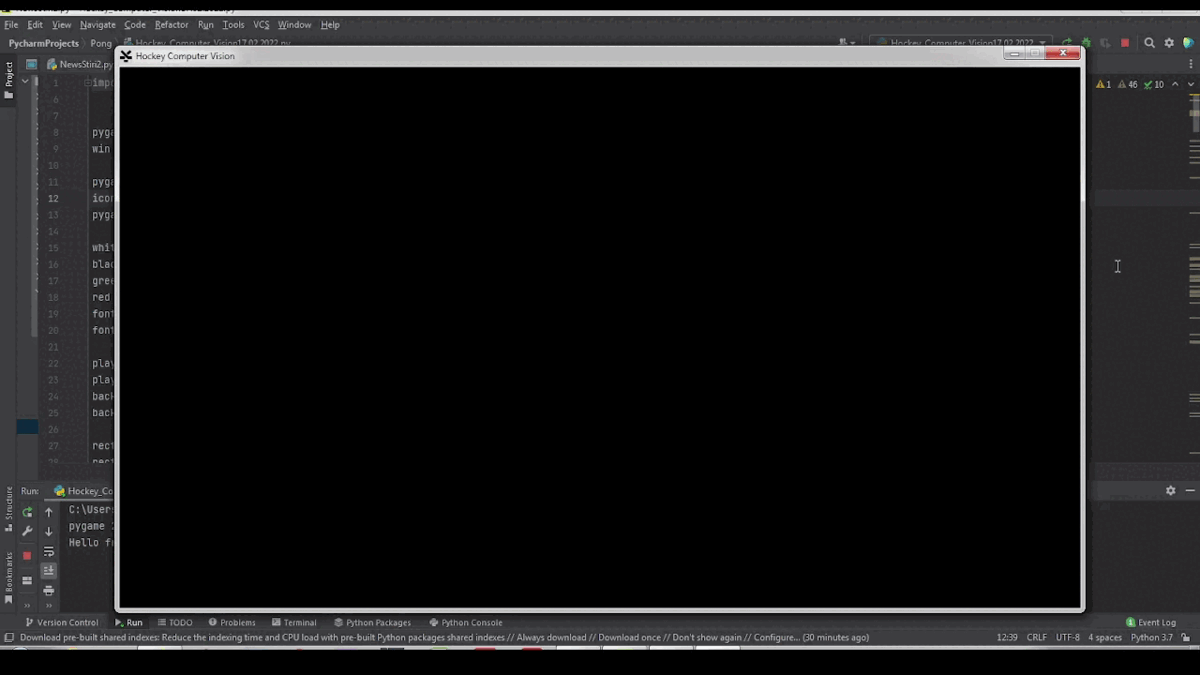 File Edit View Navigate Code Refactor Run Tools VCS Window Help
PycharmProjects Pong Hockey_Computer_Vision17.02.2022.py Hockey_Computer_Vision17.02.2022
Hockey Computer Vision
Project
NewsStin2.py
1 46 10
1 impo
6
7
8 pyga
9 win
10
11 pyga
12 icon
13 pyga
14
15 whit
16 blac
17 gree
18 red
19 font
20 font
21
22 play
23 play
24 back
25 back
26
27 rect
28 rect
Run: Hockey_Co
C:\Users
pygame 2
Hello fr
Structure
Bookmarks
Version Control Run TODO Problems Terminal Python Packages Python Console 1 Event Log
Download pre-built shared indexes: Reduce the indexing time and CPU load with pre-built Python packages shared indexes // Always download // Download once // Don't show again // Configure... (30 minutes ago) 12:39 CRLF UTF-8 4 spaces Python 3.7